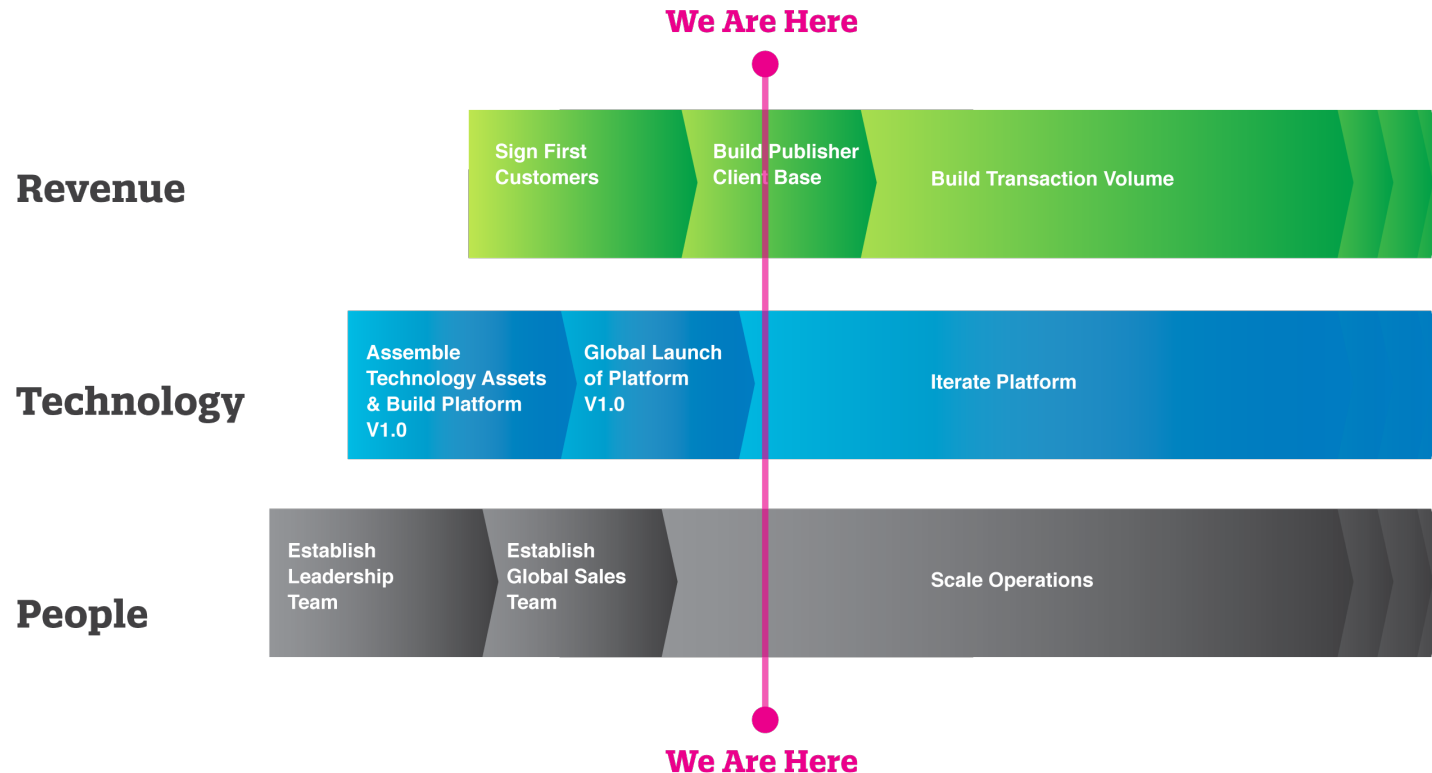 We Are Here
Revenue
Sign First
Customers
Build Publisher
Client Base
Build Transaction Volume
Technology
Assemble
Technology Assets
& Build Platform
V1.0
Global Launch
of Platform
V1.0
Iterate Platform
People
Establish
Leadership
Team
Establish
Global Sales
Team
Scale Operations
We Are Here